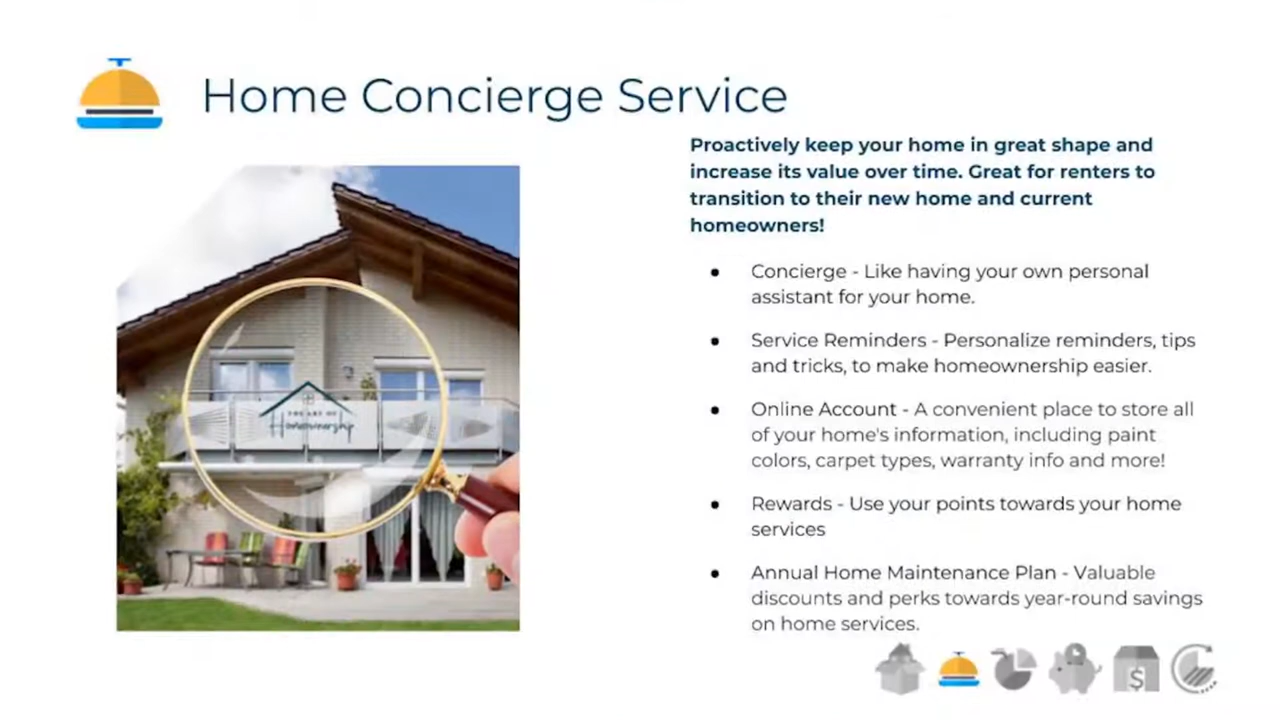 Home Concierge Service
Proactively keep your home in great shape and
increase its value over time. Great for renters to
transition to their new home and current
homeowners!
● Concierge - Like having your own personal
assistant for your home.
● Service Reminders - Personalize reminders, tips
and tricks, to make homeownership easier.
● Online Account - A convenient place to store all
of your home's information, including paint
colors, carpet types, warranty info and more!
● Rewards - Use your points towards your home
services
● Annual Home Maintenance Plan - Valuable
discounts and perks towards year-round savings
on home services.
THE ART OF
Homeownership
$